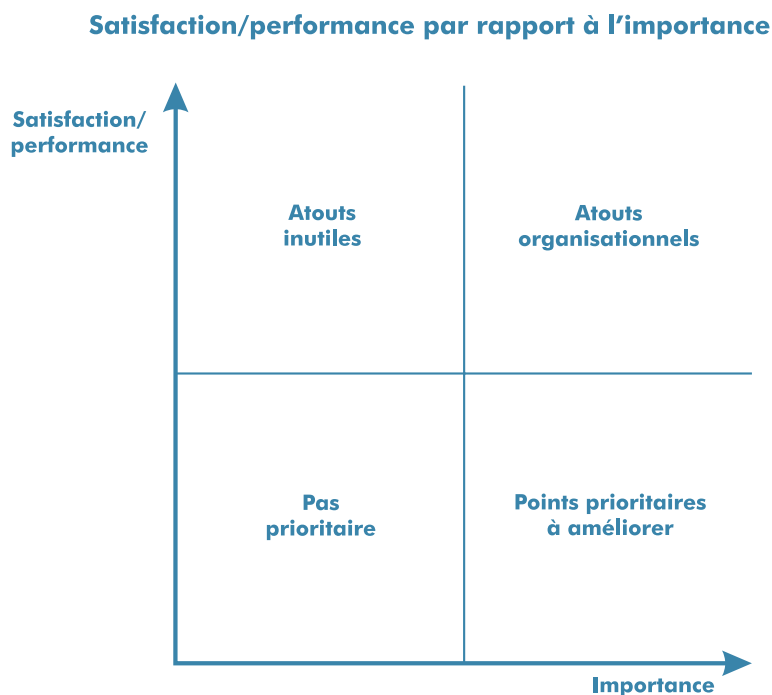 Satisfaction/performance par rapport à l’importance
Satisfaction/
performance
Atouts
inutiles
Atouts
organisationnels
Pas
prioritaire
Points prioritaires
à améliorer
Importance